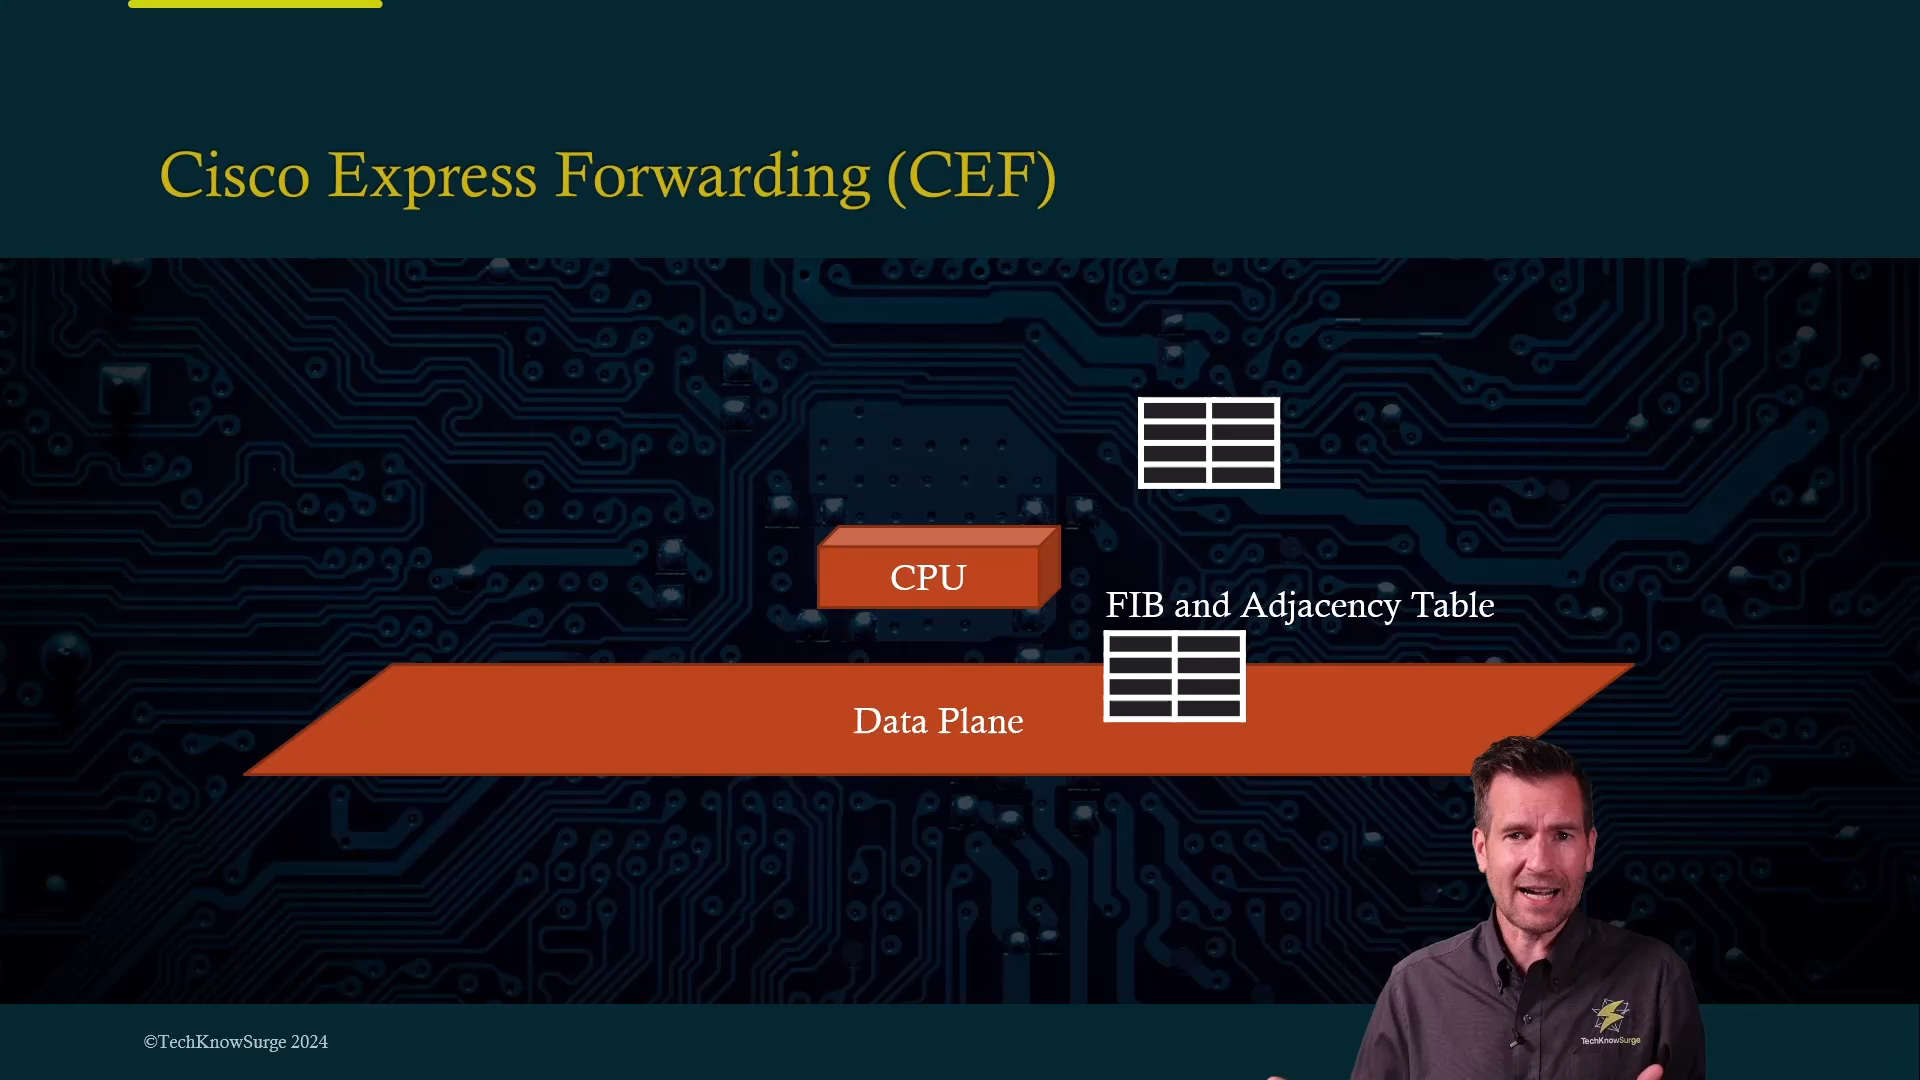 Cisco Express Forwarding (CEF)
CPU
FIB and Adjacency Table
Data Plane
TechKnowSurge
©TechKnowSurge 2024